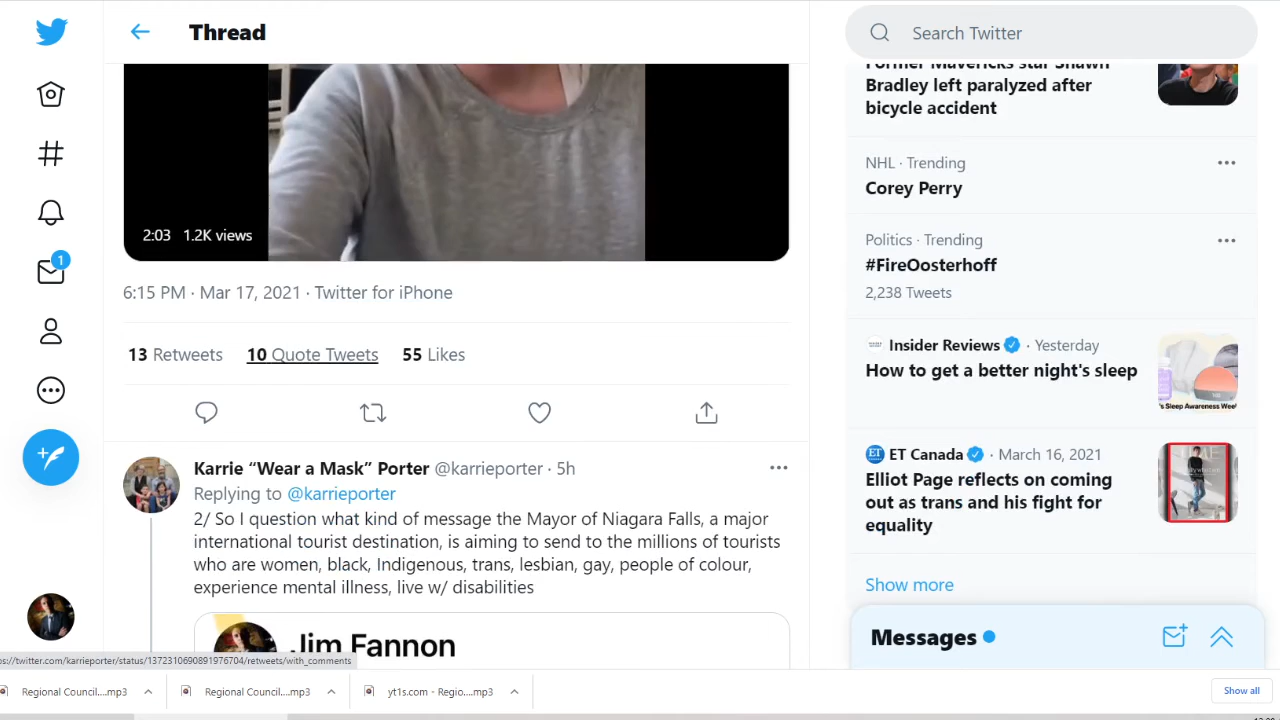 Thread
Search Twitter
2:03 1.2K views
6:15 PM · Mar 17, 2021 · Twitter for iPhone
13 Retweets 10 Quote Tweets 55 Likes
Karrie “Wear a Mask” Porter @karrieporter · 5h
Replying to @karrieporter
2/ So I question what kind of message the Mayor of Niagara Falls, a major
international tourist destination, is aiming to send to the millions of tourists
who are women, black, Indigenous, trans, lesbian, gay, people of colour,
experience mental illness, live w/ disabilities
Jim Fannon
1
Former Mavericks star Shawn
Bradley left paralyzed after
bicycle accident
NHL · Trending
Corey Perry
Politics · Trending
#FireOosterhoff
2,238 Tweets
Insider Reviews · Yesterday
How to get a better night's sleep
's Sleep Awareness Wee
ET
ET Canada · March 16, 2021
Elliot Page reflects on coming
out as trans and his fight for
equality
Show more
Messages
ps://twitter.com/karrieporter/status/1372310690891976704/retweets/with_comments
Regional Council....mp3
Regional Council....mp3
yt1s.com - Regio....mp3
Show all